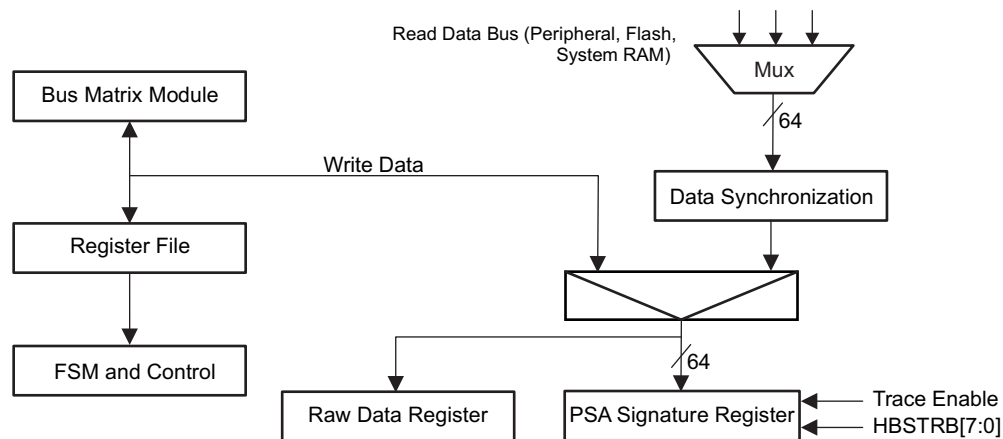 Read Data Bus (Peripheral, Flash,
System RAM)
Mux
Bus Matrix Module
64
Write Data
Data Synchronization
Register File
64
FSM and Control
Raw Data Register
PSA Signature Register
Trace Enable
HBSTRB[7:0]